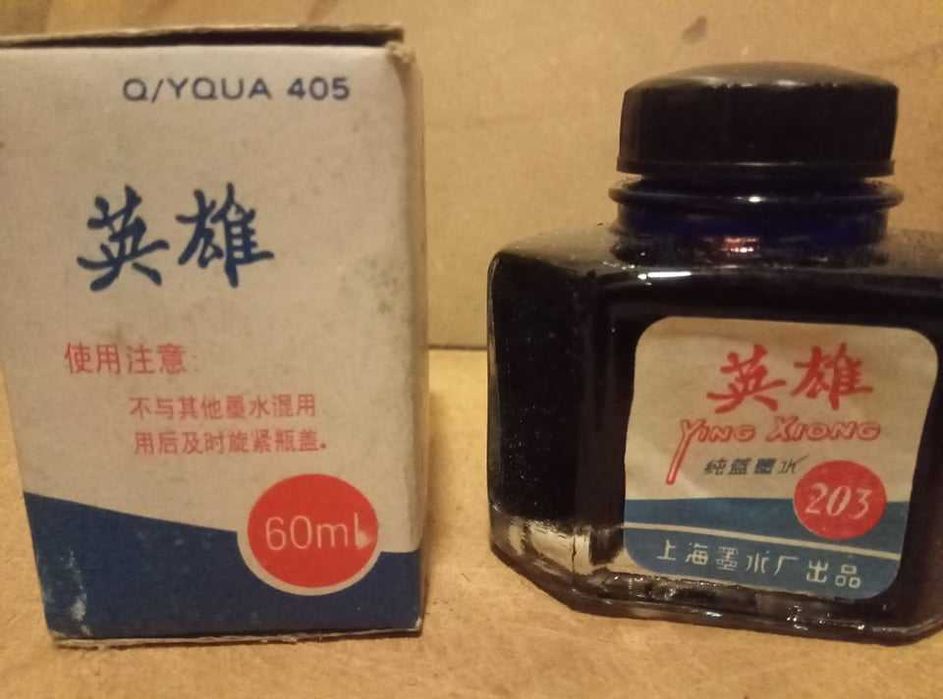 Q/YQUA 405
英雄
使用注意:
不与其他墨水混用
用后及时旋紧瓶盖。
60ml
英雄
YING XIONG
純蓝墨水
203
上海墨水厂出品